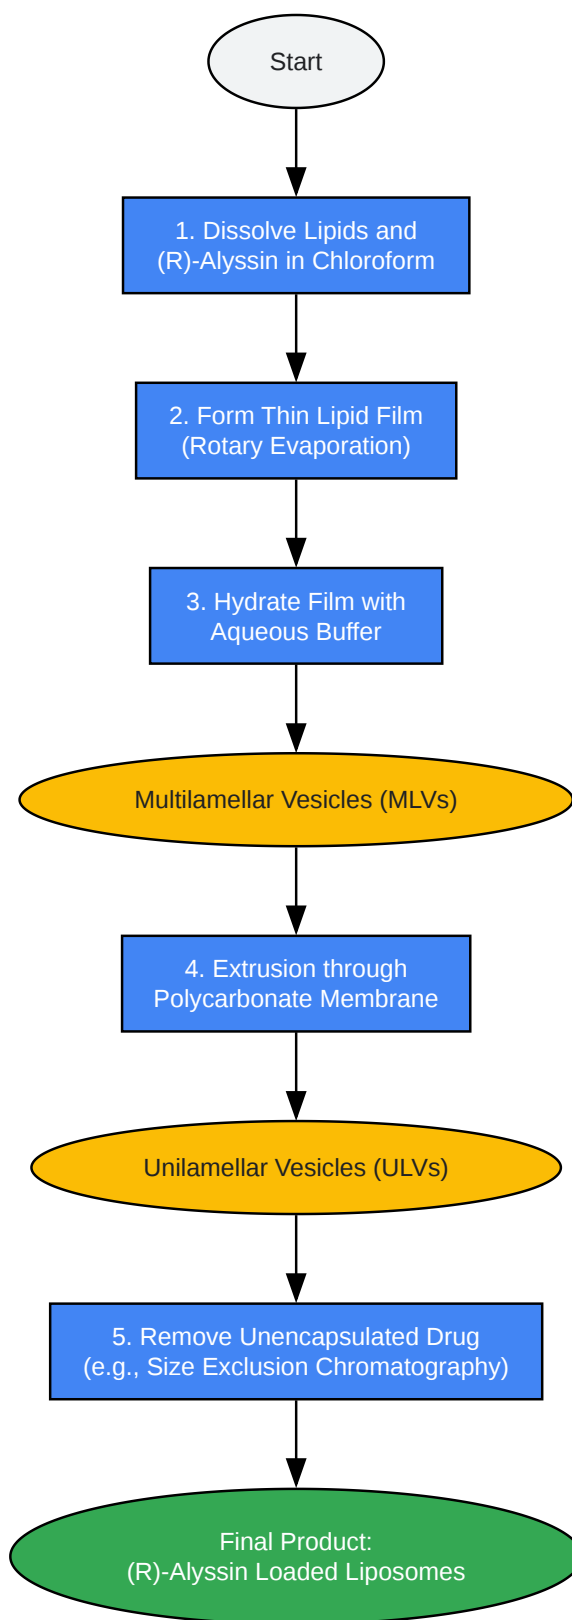 Start
1. Dissolve Lipids and
(R)-Alyssin in Chloroform
2. Form Thin Lipid Film
(Rotary Evaporation)
3. Hydrate Film with
Aqueous Buffer
Multilamellar Vesicles (MLVs)
4. Extrusion through
Polycarbonate Membrane
Unilamellar Vesicles (ULVs)
5. Remove Unencapsulated Drug
(e.g., Size Exclusion Chromatography)
Final Product:
(R)-Alyssin Loaded Liposomes